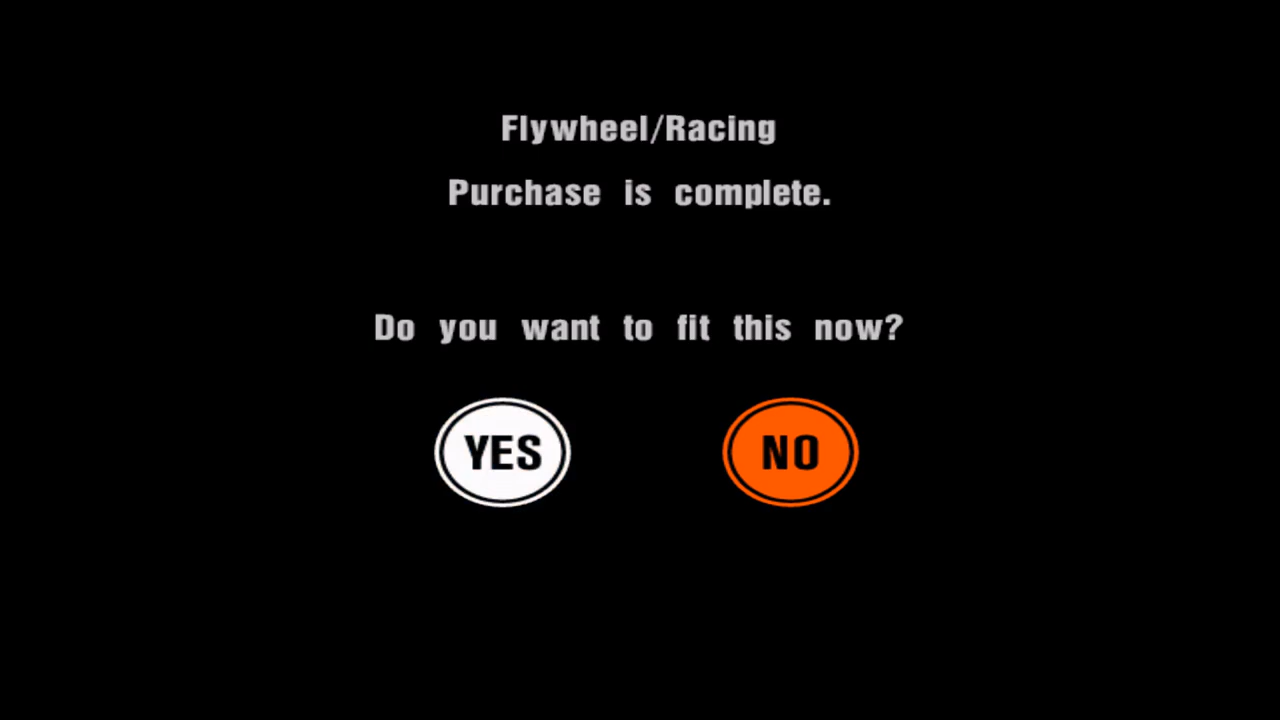 Flywheel/Racing
Purchase is complete.
Do you want to fit this now?
YES NO